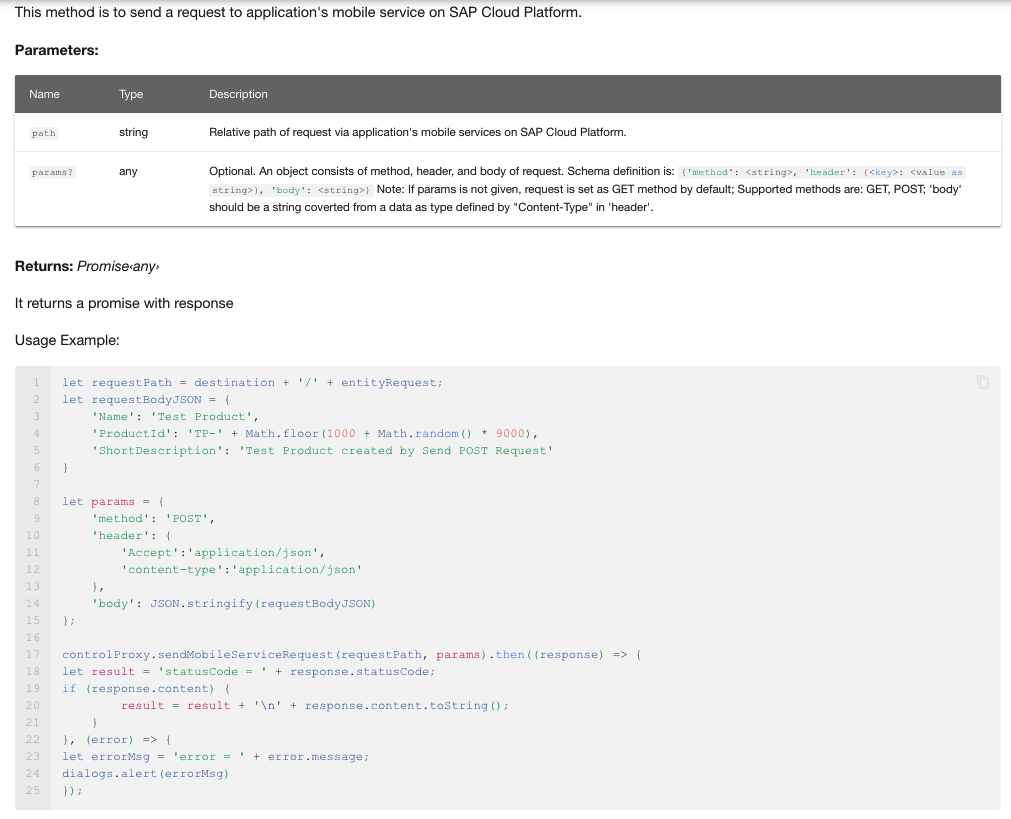 This method is to send a request to application's mobile service on SAP Cloud Platform.
Parameters:
Name Type Description
path string Relative path of request via application's mobile services on SAP Cloud Platform.
params? any Optional. An object consists of method, header, and body of request. Schema definition is: {'method': <string>, 'header': {<key>: <value as
string>}, 'body': <string>} Note: If params is not given, request is set as GET method by default; Supported methods are: GET, POST; 'body'
should be a string coverted from a data as type defined by "Content-Type" in 'header'.
Returns: Promise‹any›
It returns a promise with response
Usage Example:
1 let requestPath = destination + '/' + entityRequest;
2 let requestBodyJSON = {
3     'Name': 'Test Product',
4     'ProductId': 'TP-' + Math.floor(1000 + Math.random() * 9000),
5     'ShortDescription': 'Test Product created by Send POST Request'
6 }
7
8 let params = {
9     'method': 'POST',
10     'header': {
11         'Accept':'application/json',
12         'content-type':'application/json'
13     },
14     'body': JSON.stringify(requestBodyJSON)
15 };
16
17 controlProxy.sendMobileServiceRequest(requestPath, params).then((response) => {
18 let result = 'statusCode = ' + response.statusCode;
19 if (response.content) {
20         result = result + '\n' + response.content.toString();
21     }
22 }, (error) => {
23 let errorMsg = 'error = ' + error.message;
24 dialogs.alert(errorMsg)
25 });